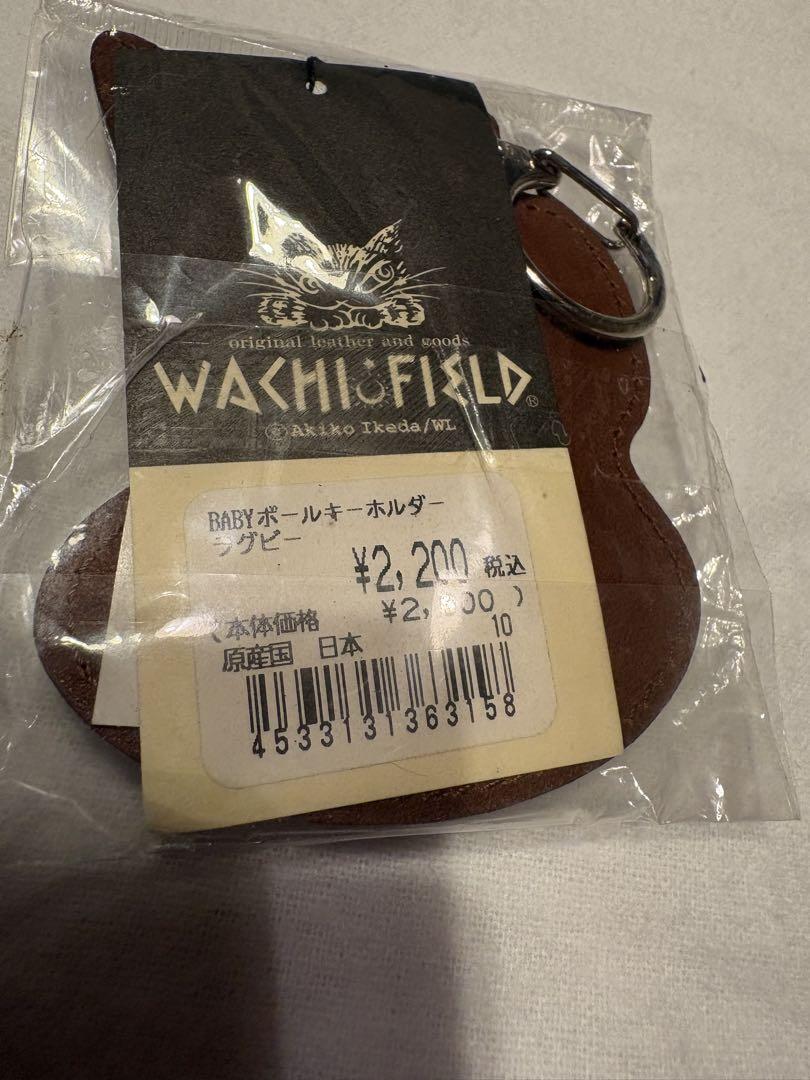 original leather and goods
WACHIFIELD®
© Akiko Ikeda/WL
BABYボールキーホルダー
ラグビー
¥2,200 税込
(本体価格
10
原産国 日本
4533131363158